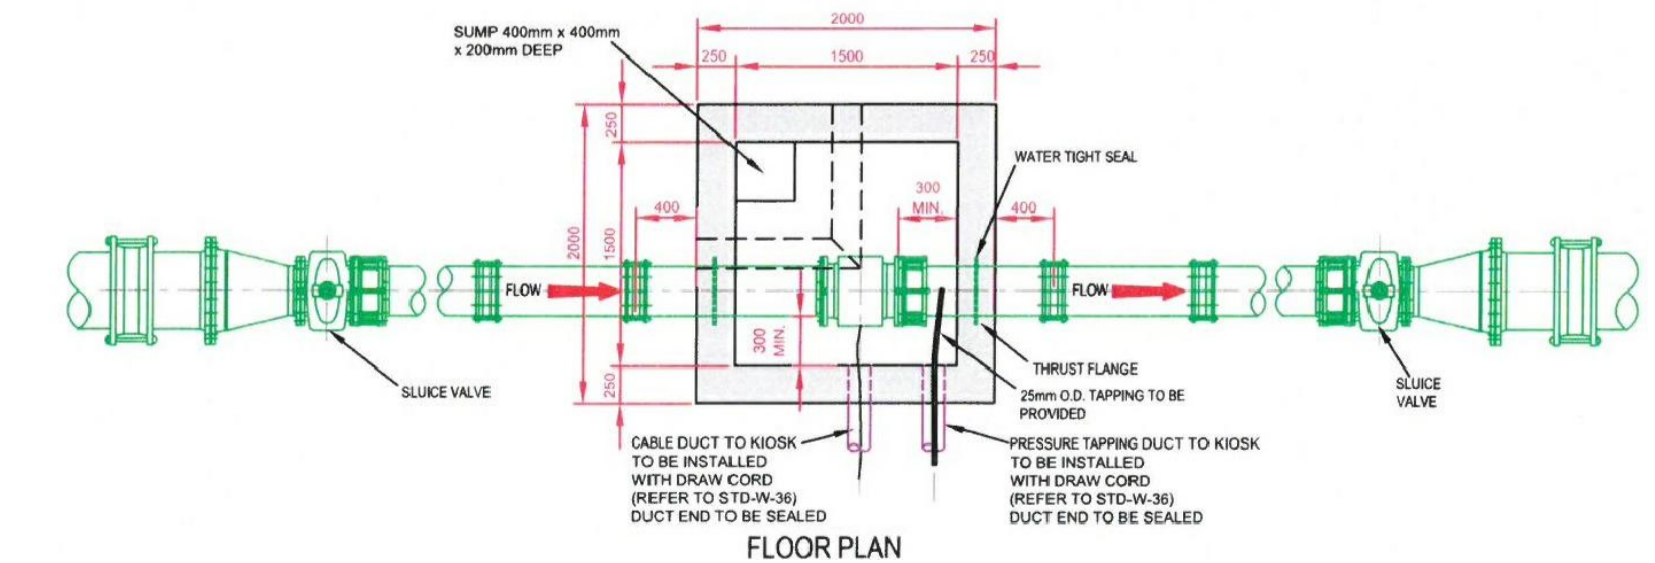 2000
SUMP 400mm x 400mm
x 200mm DEEP
250
1500
250
250
WATER TIGHT SEAL
300
MIN.
400
400
2000
1500
FLOW
FLOW
300
MIN.
THRUST FLANGE
250
SLUICE VALVE
25mm O.D. TAPPING TO BE
PROVIDED
SLUICE
VALVE
CABLE DUCT TO KIOSK
TO BE INSTALLED
WITH DRAW CORD
(REFER TO STD-W-36)
DUCT END TO BE SEALED
PRESSURE TAPPING DUCT TO KIOSK
TO BE INSTALLED
WITH DRAW CORD
(REFER TO STD-W-36)
DUCT END TO BE SEALED
FLOOR PLAN